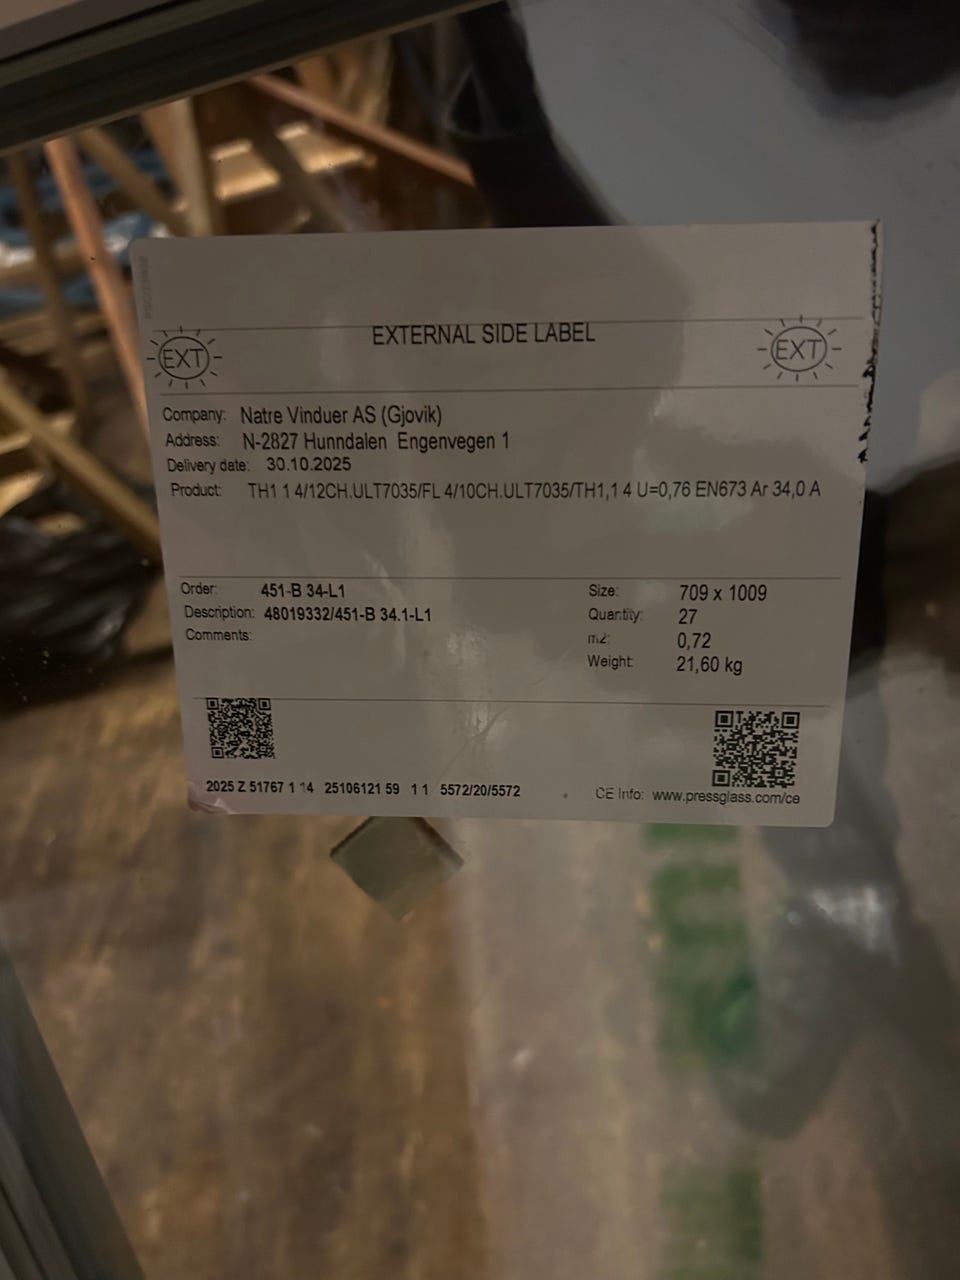 EXTERNAL SIDE LABEL
EXT
EXT
Company: Natre Vinduer AS (Gjovik)
Address: N-2827 Hunndalen Engenvegen 1
Delivery date: 30.10.2025
Product: TH1 1 4/12CH.ULT7035/FL 4/10CH.ULT7035/TH1,1 4 U=0,76 EN673 Ar 34,0 A
Order: 451-B 34-L1
Description: 48019332/451-B 34.1-L1
Comments:
Size: 709 x 1009
Quantity: 27
m2: 0,72
Weight: 21,60 kg
2025 Z 51767 1 14 25106121 59 1 1 5572/20/5572
CE Info: www.pressglass.com/ce